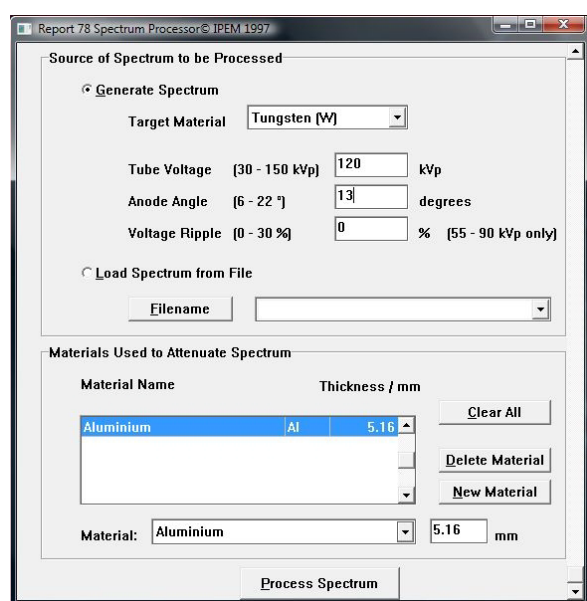 Report 78 Spectrum Processor© IPEM 1997
Source of Spectrum to be Processed
Generate Spectrum
Target Material Tungsten (W)
Tube Voltage (30 - 150 kVp) 120 kVp
Anode Angle (6 - 22 °) 13 degrees
Voltage Ripple (0 - 30 %) 0 % (55 - 90 kVp only)
Load Spectrum from File
Filename
Materials Used to Attenuate Spectrum
Material Name Thickness / mm
Clear All
Aluminium Al 5.16
Delete Material
New Material
Material: Aluminium 5.16 mm
Process Spectrum